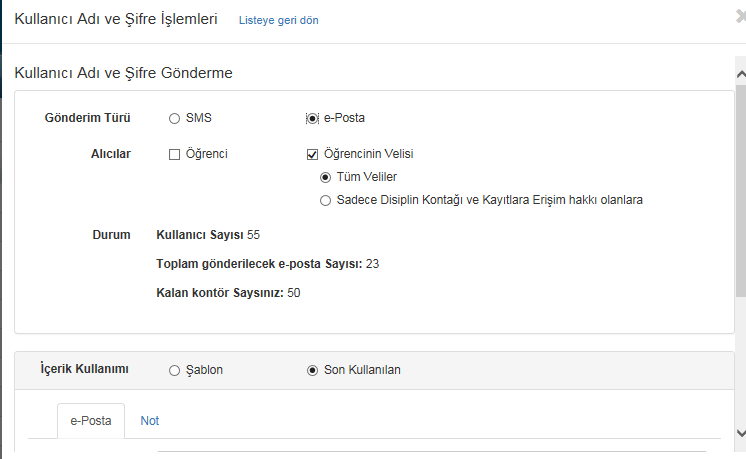 Kullanıcı Adı ve Şifre İşlemleri Listeye geri dön
Kullanıcı Adı ve Şifre Gönderme
Gönderim Türü SMS e-Posta
Alıcılar Öğrenci Öğrencinin Velisi
Tüm Veliler
Sadece Disiplin Kontağı ve Kayıtlara Erişim hakkı olanlara
Durum Kullanıcı Sayısı 55
Toplam gönderilecek e-posta Sayısı: 23
Kalan kontör Saysınız: 50
İçerik Kullanımı Şablon Son Kullanılan
e-Posta Not